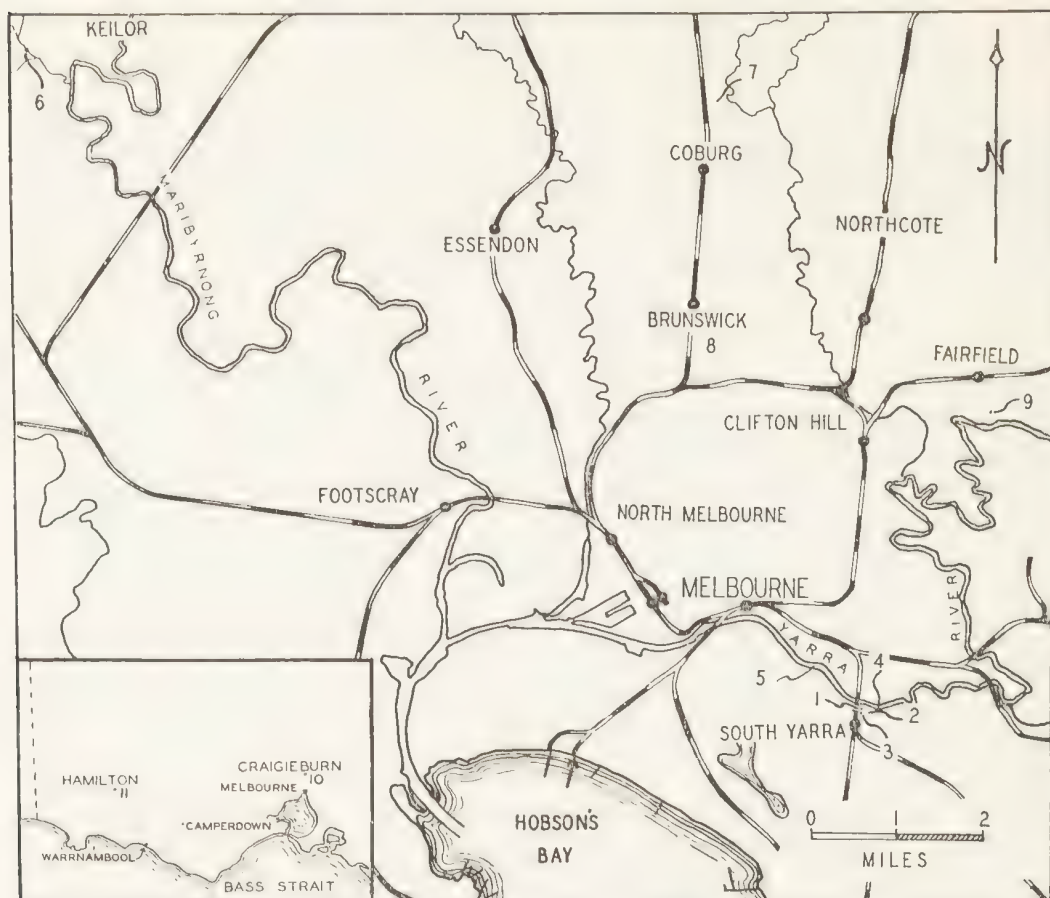 KEILOR
6
7
COBURG
N
MARIBYRNONG
NORTHCOTE
ESSENDON
BRUNSWICK
8
FAIRFIELD
RIVER
9
CLIFTON HILL
FOOTSCRAY
NORTH MELBOURNE
MELBOURNE
YARRA
RIVER
4
5
1
2
SOUTH YARRA
3
CRAIGIEBURN
HAMILTON
10
MELBOURNE
11
CAMPERDOWN
WARRNAMBOOL
BASS STRAIT
HOBSON'S
BAY
0 1 2
MILES